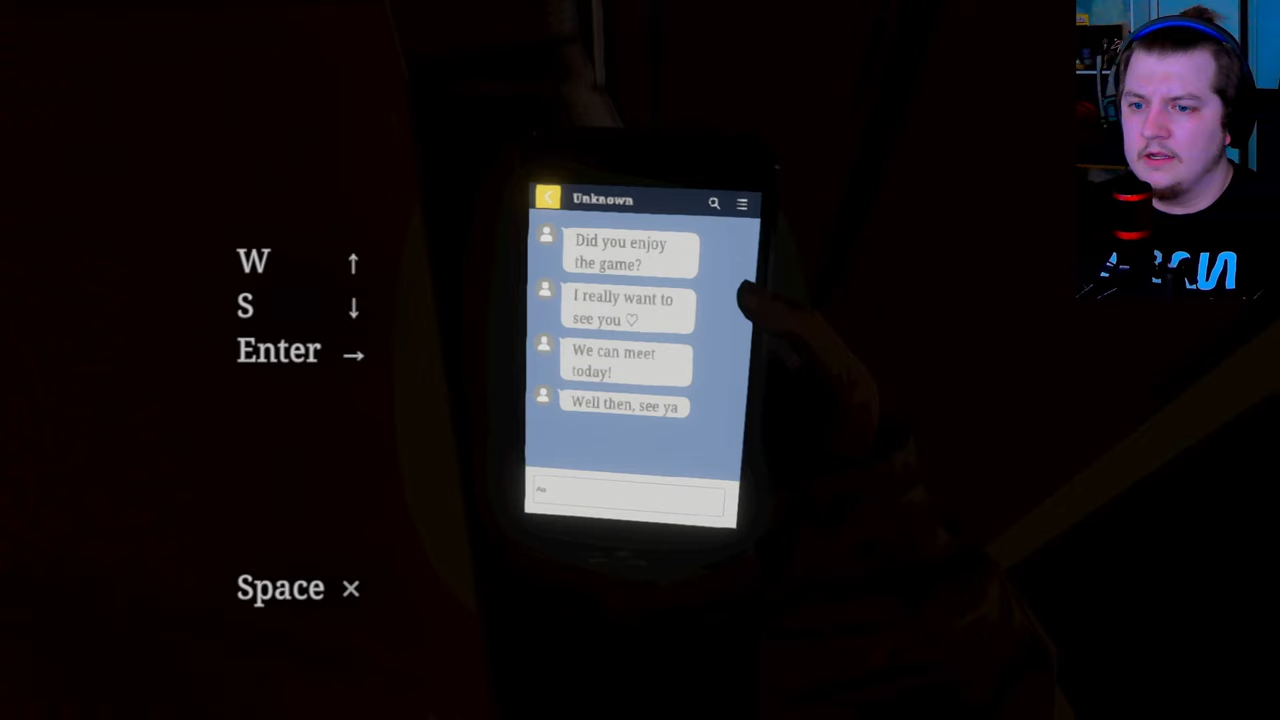 Unknown
Did you enjoy
the game?
I really want to
see you ♡
We can meet
today!
Well then, see ya
Aa
W ↑
S ↓
Enter →
Space ×